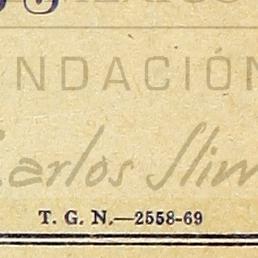 NDACIÓN
Carlos Slim
T. G. N.—2558-69